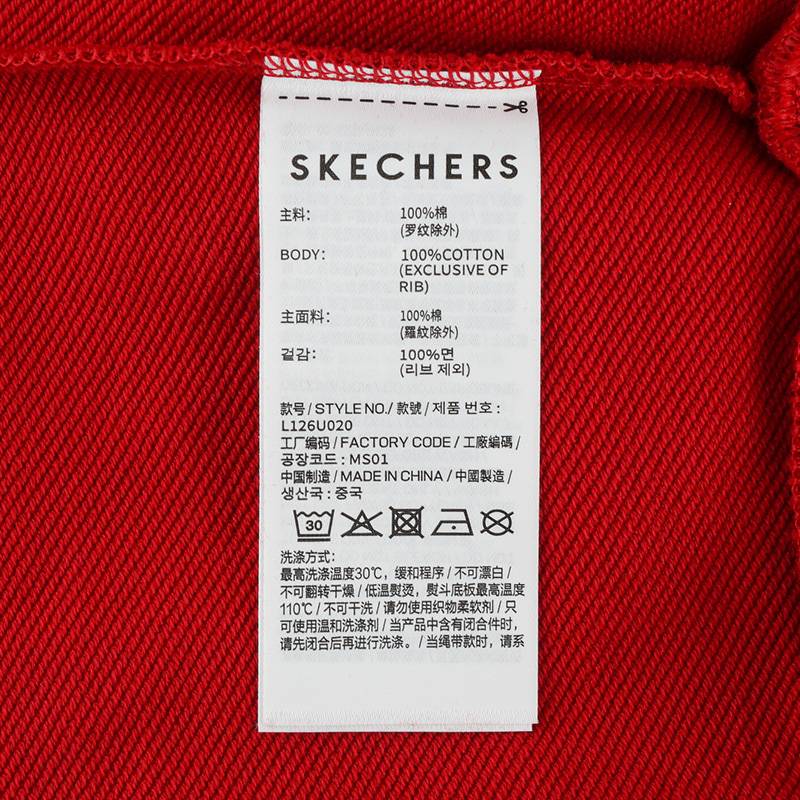 SKECHERS
主料： 100%棉
(罗纹除外)
BODY： 100%COTTON
(EXCLUSIVE OF
RIB)
主面料： 100%棉
(羅紋除外)
겉감： 100%면
(리브 제외)
款号 / STYLE NO./ 款號 / 제품 번호 :
L126U020
工厂编码 / FACTORY CODE / 工廠編碼 /
공장코드 : MS01
中国制造 / MADE IN CHINA / 中國製造 /
생산국 : 중국
30
洗涤方式：
最高洗涤温度30℃，缓和程序 / 不可漂白 /
不可翻转干燥 / 低温熨烫，熨斗底板最高温度
110℃ / 不可干洗 / 请勿使用织物柔软剂 / 只
可使用温和洗涤剂 / 当产品中含有闭合件时，
请先闭合后再进行洗涤。 / 当绳带款时，请系